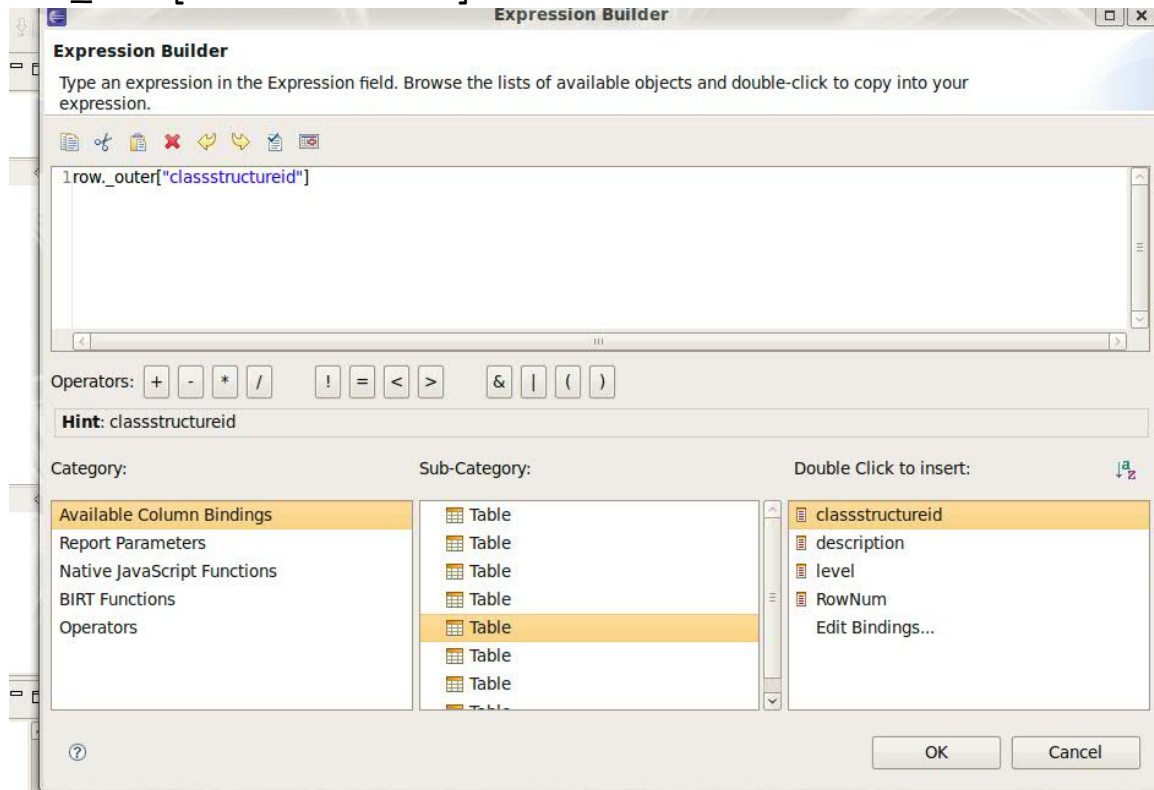 Expression Builder
Expression Builder
Type an expression in the Expression field. Browse the lists of available objects and double-click to copy into your
expression.
1row._outer["classstructureid"]
Operators: + - * / ! = < > & | ( )
Hint: classstructureid
Category: Sub-Category: Double Click to insert:
Available Column Bindings Table classstructureid
Report Parameters Table description
Native JavaScript Functions Table level
BIRT Functions Table RowNum
Operators Table Edit Bindings...
Table
Table
OK Cancel